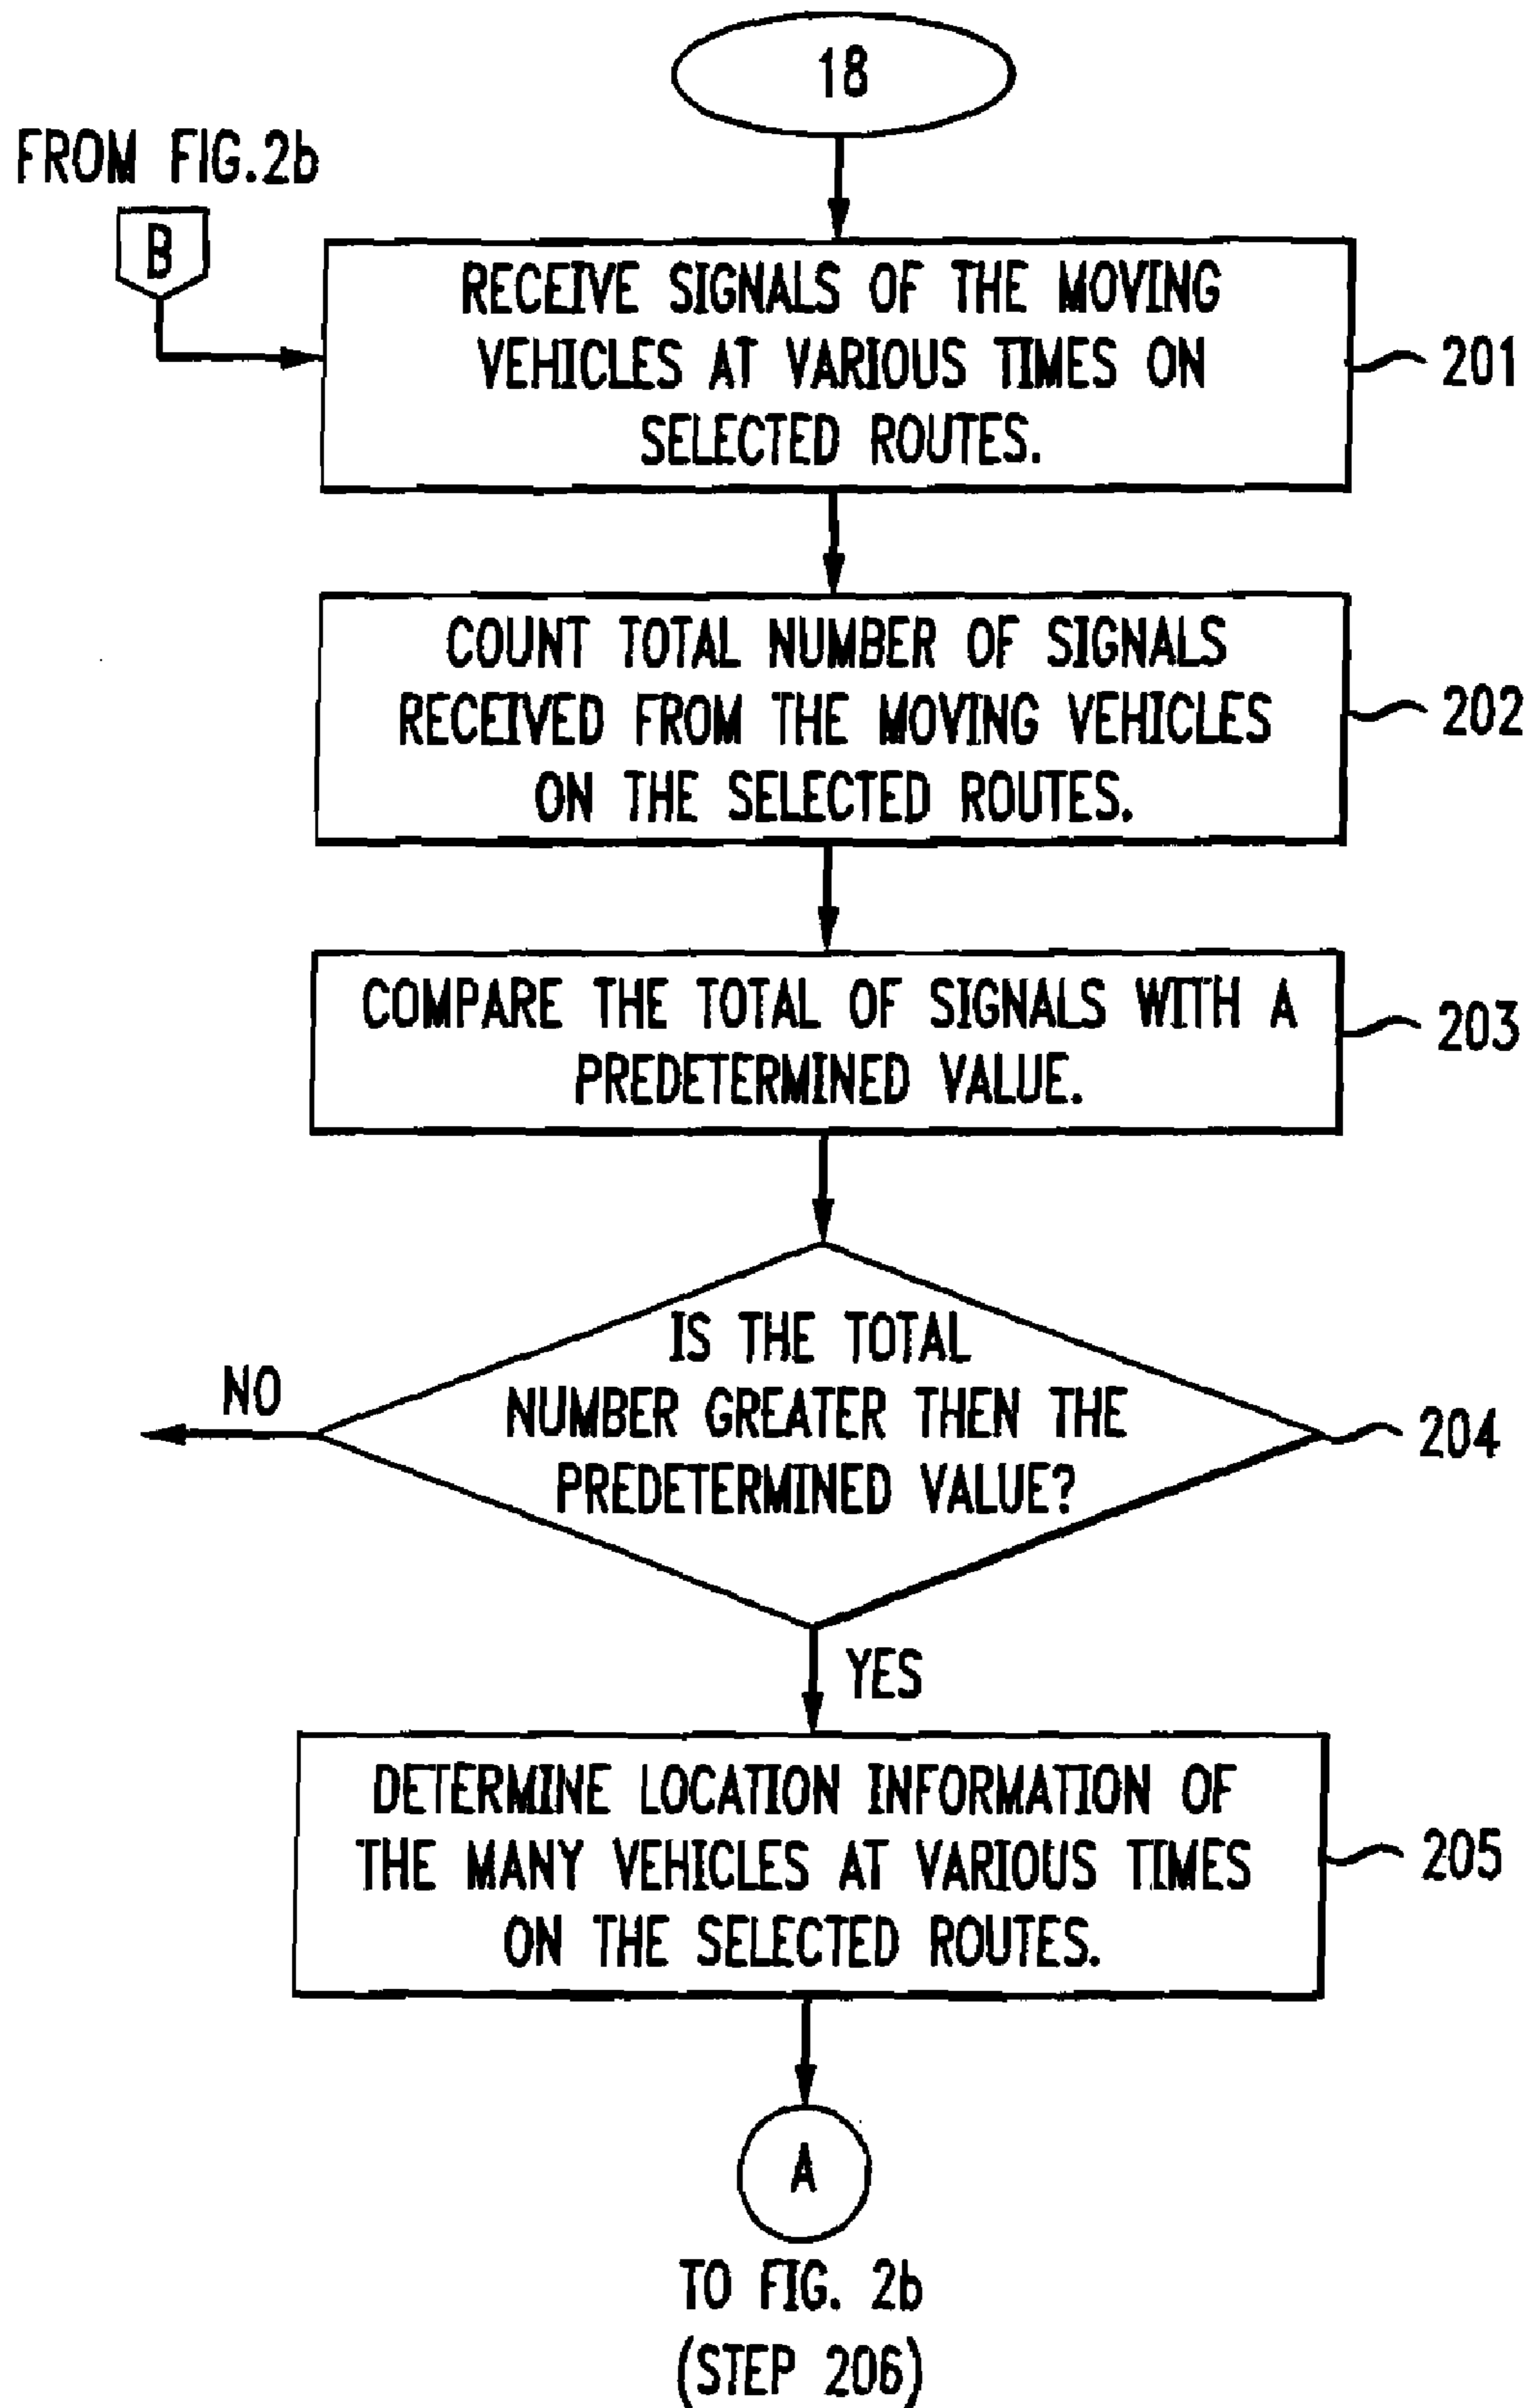 18
FROM FIG.2b
B
RECEIVE SIGNALS OF THE MOVING
VEHICLES AT VARIOUS TIMES ON
SELECTED ROUTES.
201
COUNT TOTAL NUMBER OF SIGNALS
RECEIVED FROM THE MOVING VEHICLES
ON THE SELECTED ROUTES.
202
COMPARE THE TOTAL OF SIGNALS WITH A
PREDETERMINED VALUE.
203
IS THE TOTAL
NUMBER GREATER THEN THE
PREDETERMINED VALUE?
204
NO
YES
DETERMINE LOCATION INFORMATION OF
THE MANY VEHICLES AT VARIOUS TIMES
ON THE SELECTED ROUTES.
205
A
TO FIG. 2b
(STEP 206)